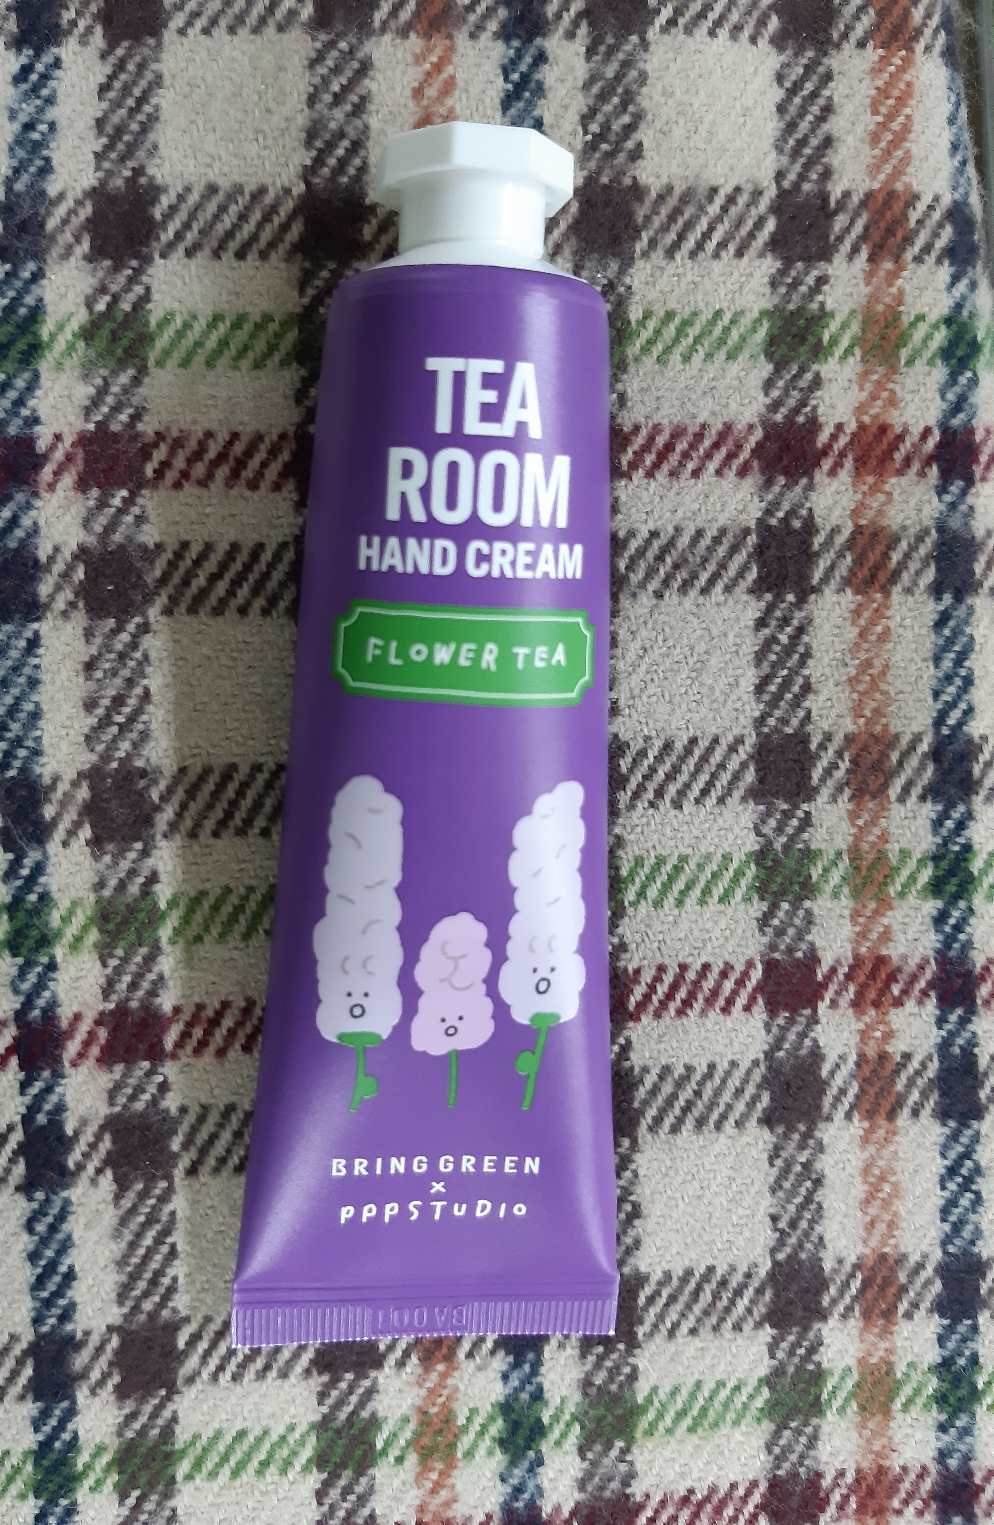 TEA
ROOM
HAND CREAM
FLOWER TEA
BRING GREEN
×
PPPSTUDIO